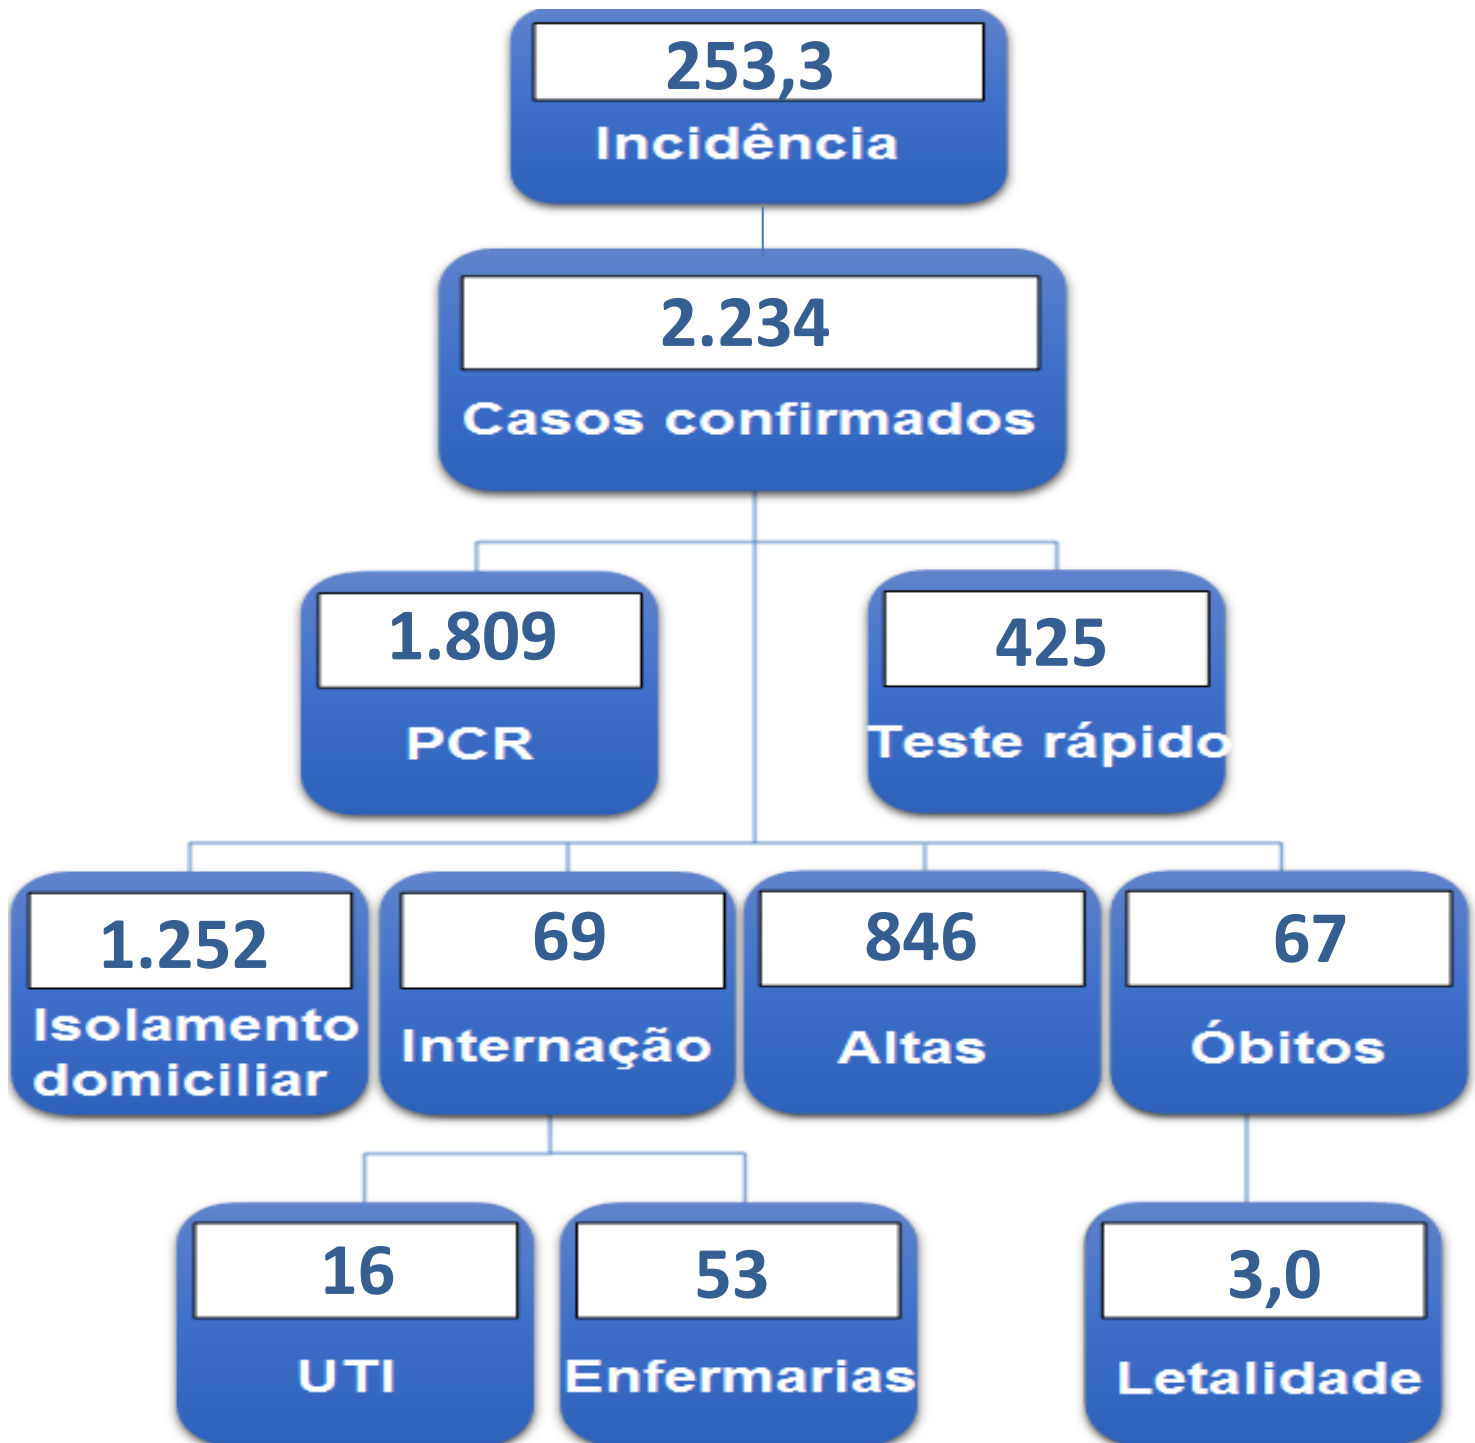 253,3
Incidência
2.234
Casos confirmados
1.809
PCR
425
Teste rápido
1.252
Isolamento
domiciliar
69
Internação
846
Altas
67
Óbitos
16
UTI
53
Enfermarias
3,0
Letalidade